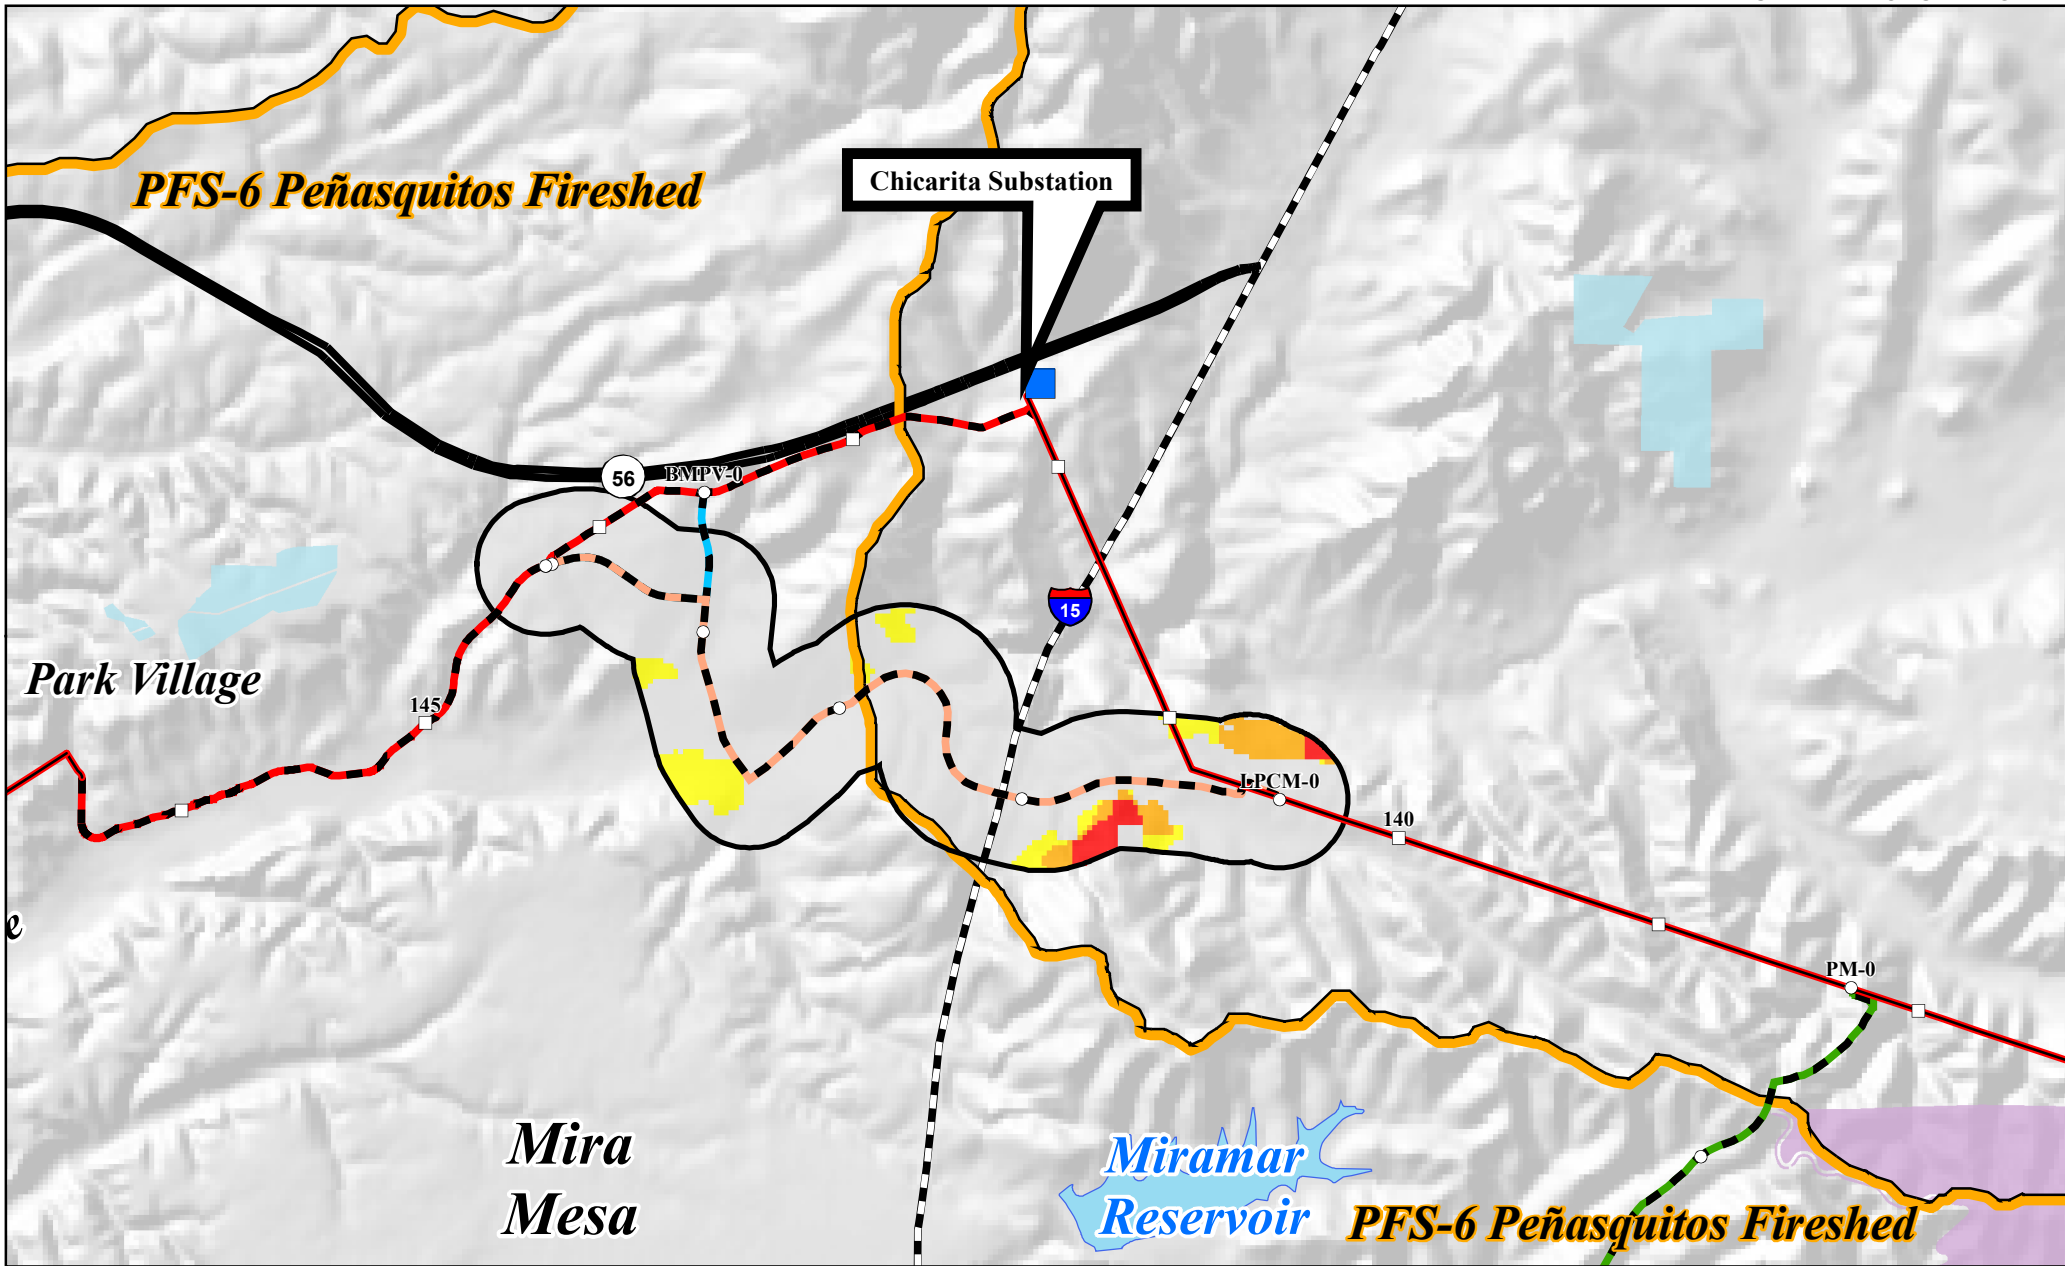 PFS-6 Peñasquitos Fireshed
Chicarita Substation
BMPV-0
56
15
Park Village
145
LPCM-0
140
PM-0
Mira
Mesa
Miramar
Reservoir
PFS-6 Peñasquitos Fireshed